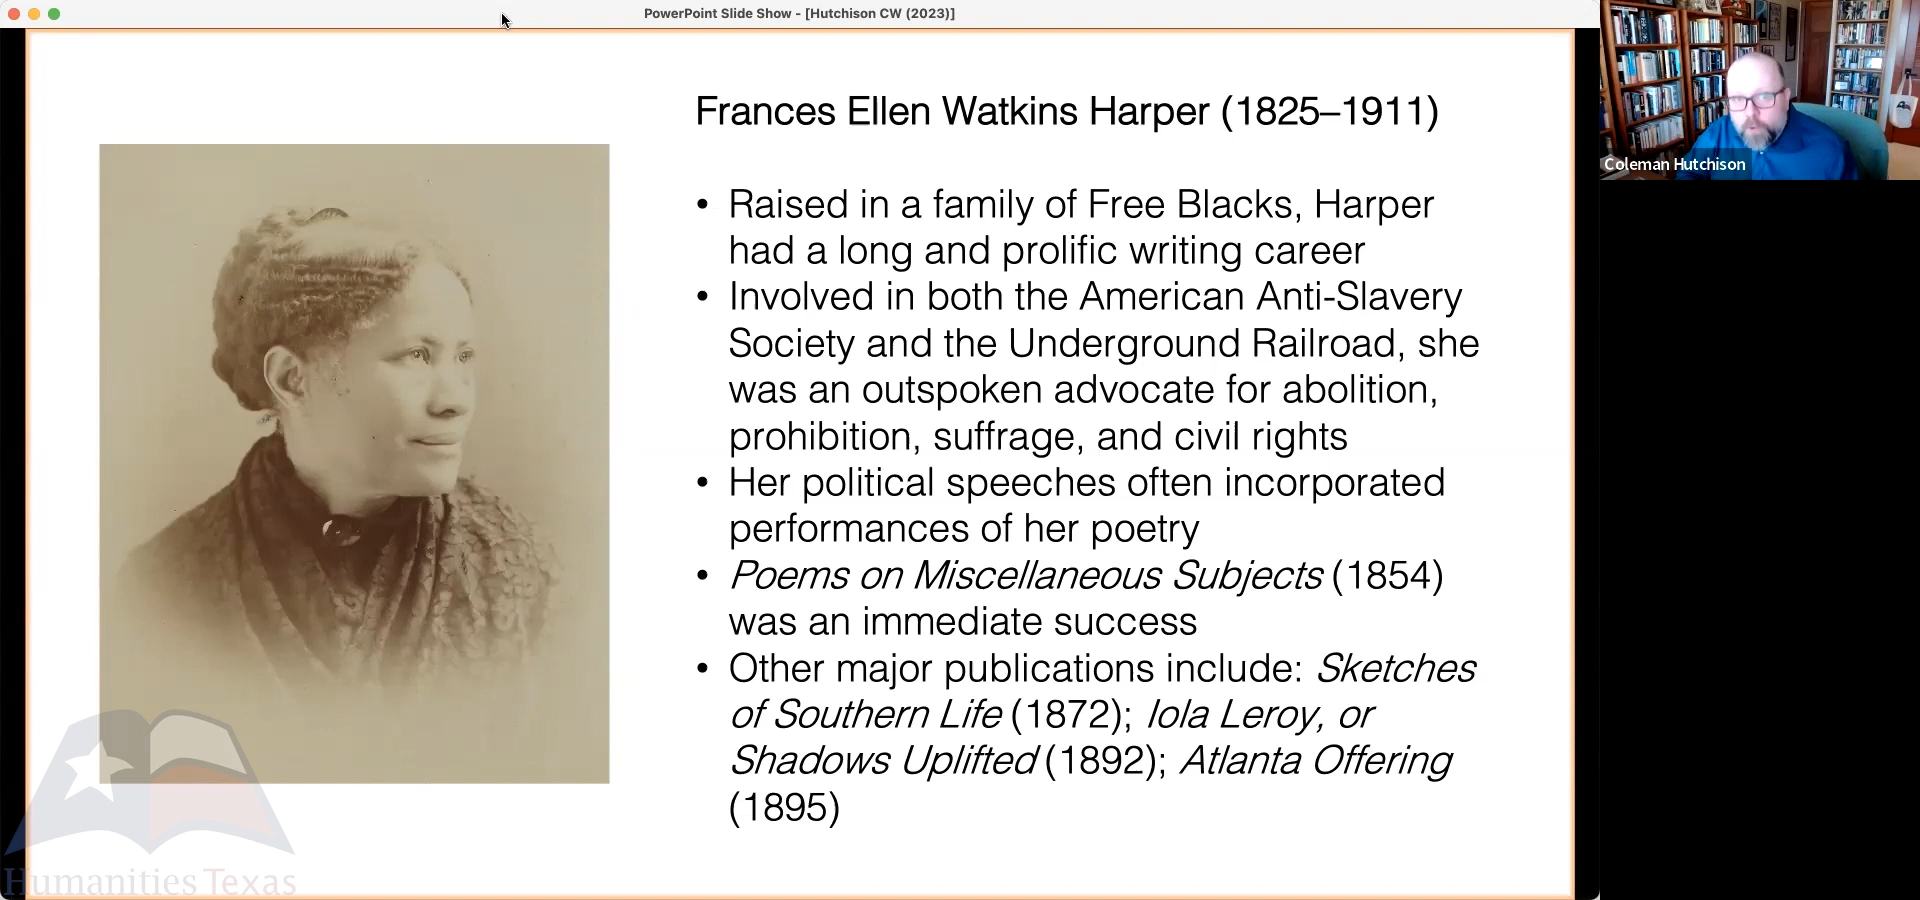 PowerPoint Slide Show - [Hutchison CW (2023)]
Frances Ellen Watkins Harper (1825–1911)
• Raised in a family of Free Blacks, Harper
had a long and prolific writing career
• Involved in both the American Anti-Slavery
Society and the Underground Railroad, she
was an outspoken advocate for abolition,
prohibition, suffrage, and civil rights
• Her political speeches often incorporated
performances of her poetry
• Poems on Miscellaneous Subjects (1854)
was an immediate success
• Other major publications include: Sketches
of Southern Life (1872); Iola Leroy, or
Shadows Uplifted (1892); Atlanta Offering
(1895)
Humanities Texas
Coleman Hutchison